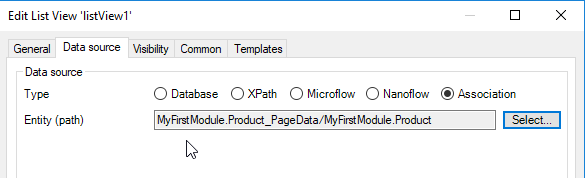 Edit List View 'listView1'
General Data source Visibility Common Templates
Data source
Type Database XPath Microflow Nanoflow Association
Entity (path) MyFirstModule.Product_PageData/MyFirstModule.Product Select...